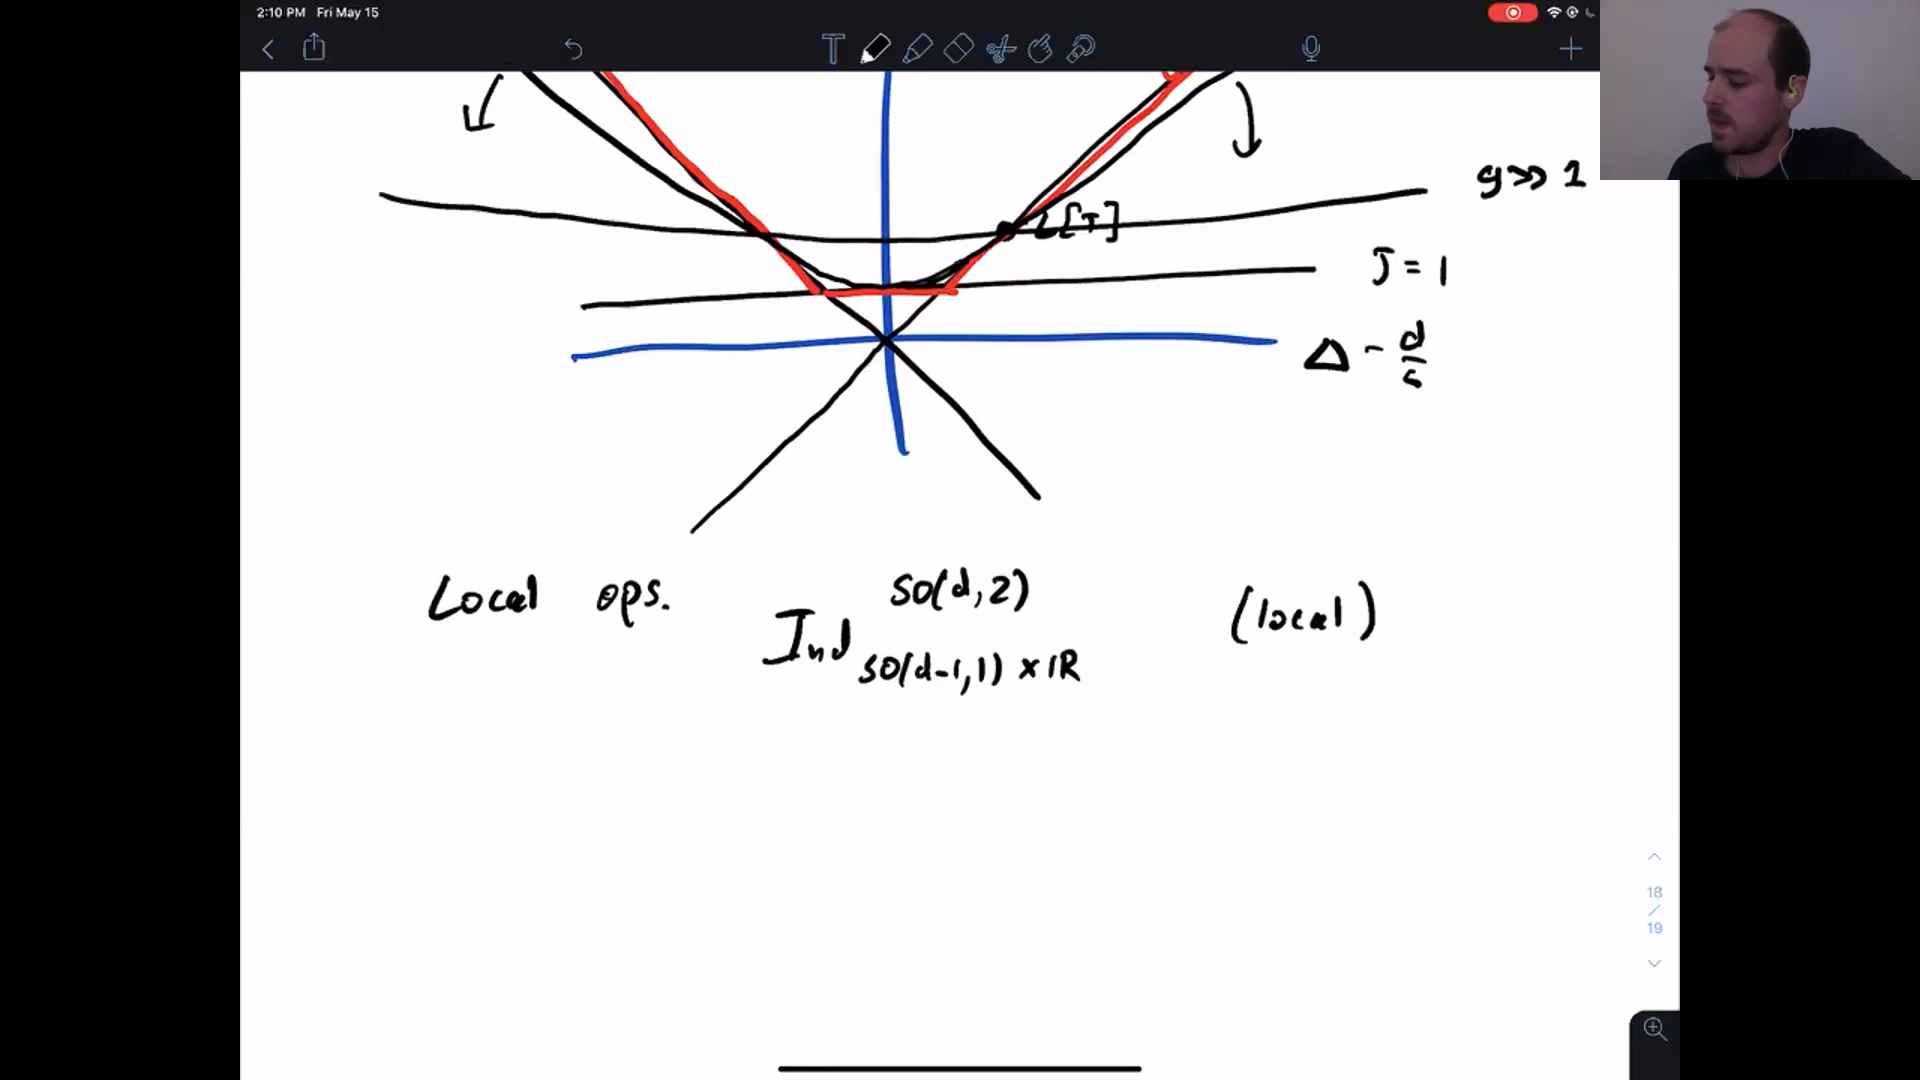 2:10 PM Fri May 15
g >> 1
L[T]
J = 1
Δ - d/2
Local ops. Ind SO(d,2) SO(d-1,1) × IR (local)
18
/
19